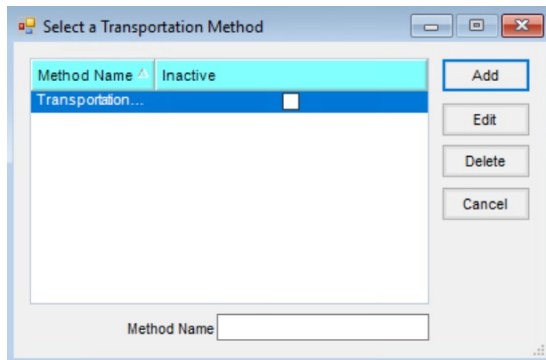 Select a Transportation Method
Method Name Inactive
Transportation...
Add
Edit
Delete
Cancel
Method Name